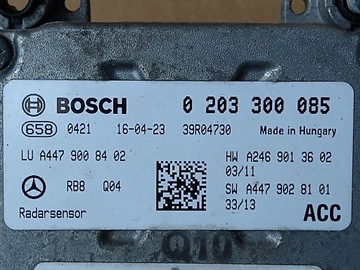 BOSCH 0 203 300 085
658 0421 16-04-23 39R04730 Made in Hungary
LU A447 900 84 02 HW A246 901 36 02
03/11
RB8 Q04 SW A447 902 81 01
33/13
Radarsensor ACC